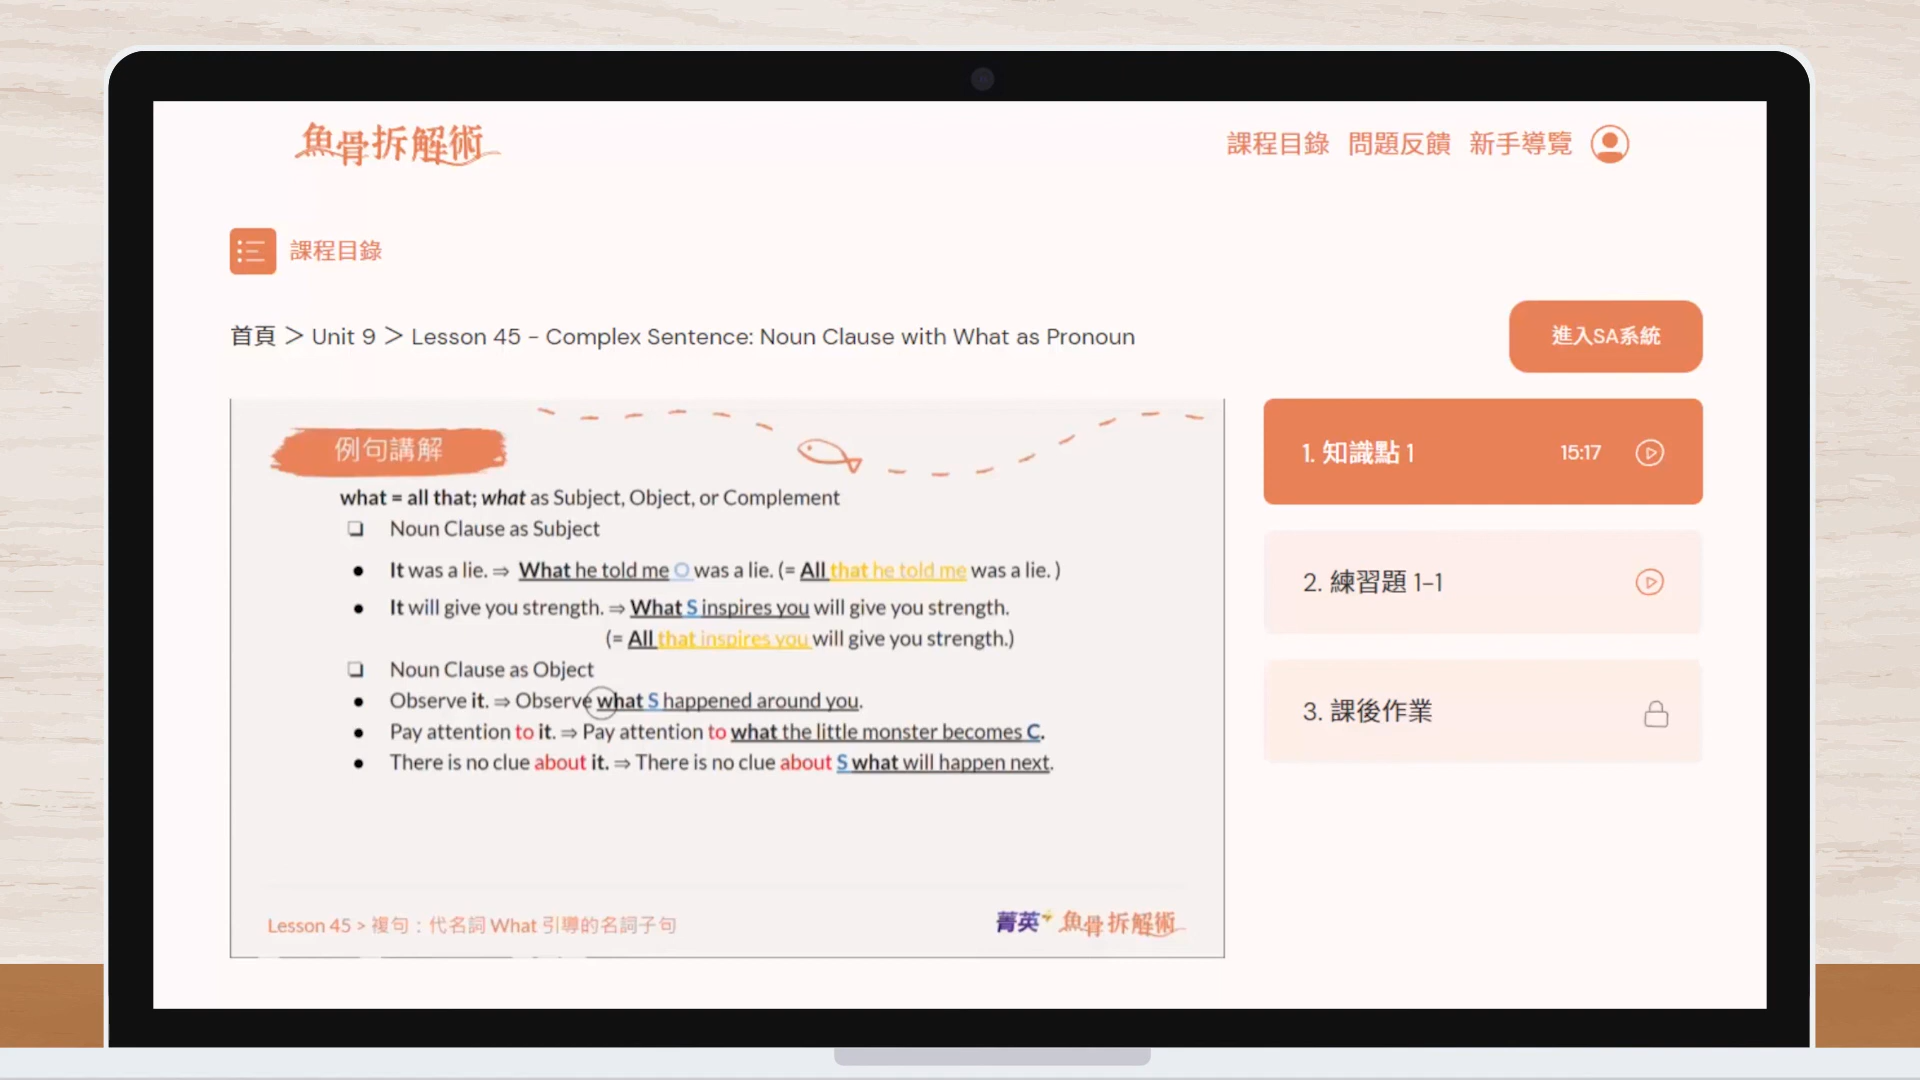 魚骨拆解術
課程目錄 問題反饋 新手導覽
課程目錄
首頁 > Unit 9 > Lesson 45 - Complex Sentence: Noun Clause with What as Pronoun
進入SA系統
例句講解
what = all that; what as Subject, Object, or Complement
❏ Noun Clause as Subject
● It was a lie. ⇒ What he told me O was a lie. (= All that he told me was a lie. )
● It will give you strength. ⇒ What S inspires you will give you strength.
(= All that inspires you will give you strength.)
❏ Noun Clause as Object
● Observe it. ⇒ Observe what S happened around you.
● Pay attention to it. ⇒ Pay attention to what the little monster becomes C.
● There is no clue about it. ⇒ There is no clue about S what will happen next.
Lesson 45 > 複句：代名詞 What 引導的名詞子句
菁英+ 魚骨拆解術
1. 知識點 1 15:17
2. 練習題 1-1
3. 課後作業